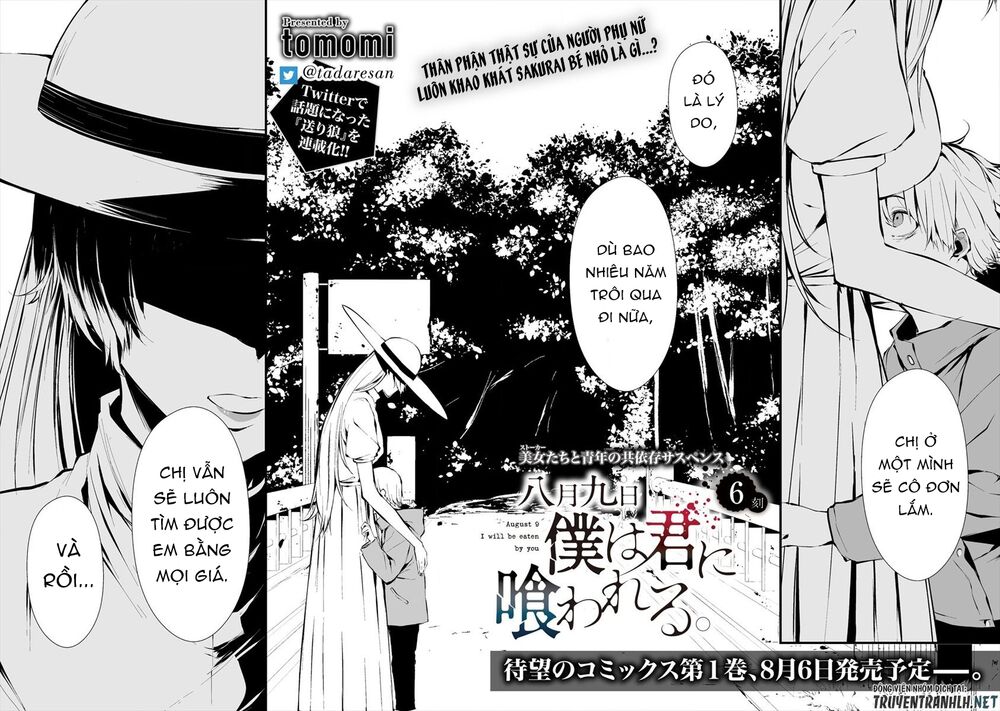 Presented by
tomomi
@tadaresan
Twitterで
話題になった
『送り狼』を
連載化!!
THÂN PHẬN THẬT SỰ CỦA NGƯỜI PHỤ NỮ
LUÔN KHAO KHÁT SAKURAI BÉ NHỎ LÀ GÌ...?
ĐÓ
LÀ LÝ
DO,
CHỊ Ở
MỘT MÌNH
SẼ CÔ ĐƠN
LẮM.
DÙ BAO
NHIÊU NĂM
TRÔI QUA
ĐI NỮA,
CHỊ VẪN
SẼ LUÔN
TÌM ĐƯỢC
EM BẰNG
MỌI GIÁ.
VÀ
RỒI...
ストーカー
美女たちと青年の共依存サスペンス
6刻
八月九日
August 9
I will be eaten
by you
僕は君に
喰われる。
待望のコミックス第1巻、8月6日発売予定――。
ĐỘNG VIÊN NHÓM DỊCH TẠI:
TRUYENTRANHLH.NET